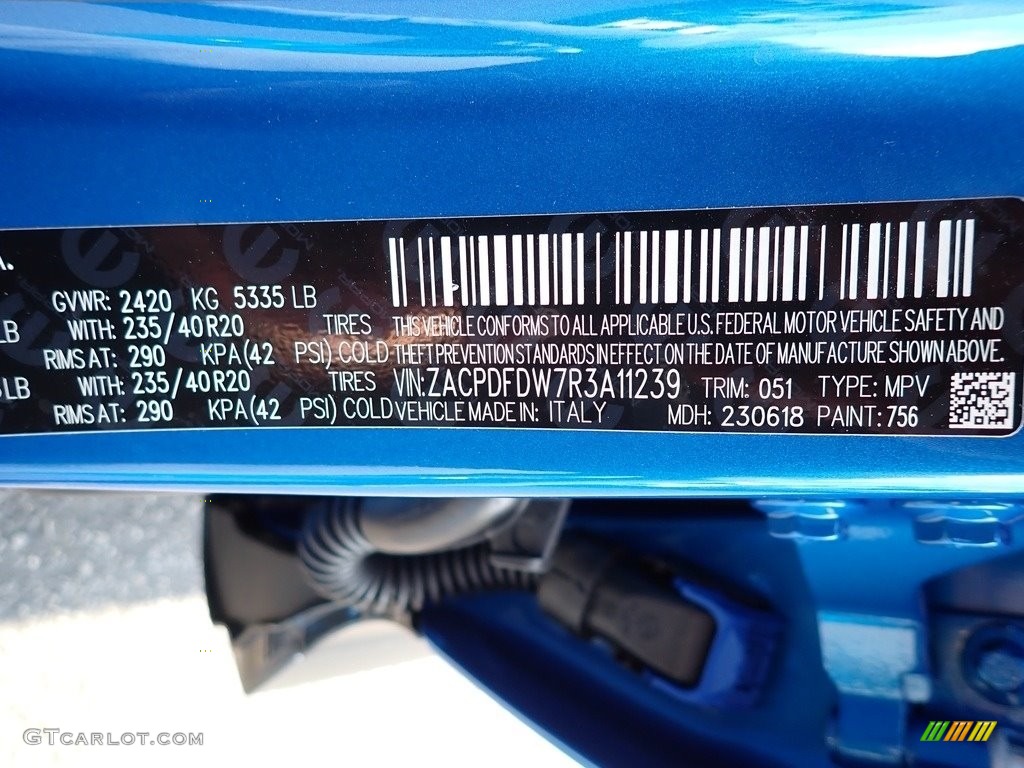 A.
GVWR: 2420 KG 5335 LB
LB WITH: 235/40R20 TIRES THIS VEHICLE CONFORMS TO ALL APPLICABLE U.S. FEDERAL MOTOR VEHICLE SAFETY AND
RIMS AT: 290 KPA(42 PSI) COLD THEFT PREVENTION STANDARDS IN EFFECT ON THE DATE OF MANUFACTURE SHOWN ABOVE.
LB WITH: 235/40R20 TIRES VIN:ZACPDFDW7R3A11239 TRIM: 051 TYPE: MPV
RIMS AT: 290 KPA(42 PSI) COLD VEHICLE MADE IN: ITALY MDH: 230618 PAINT: 756
GTCARLOT.COM